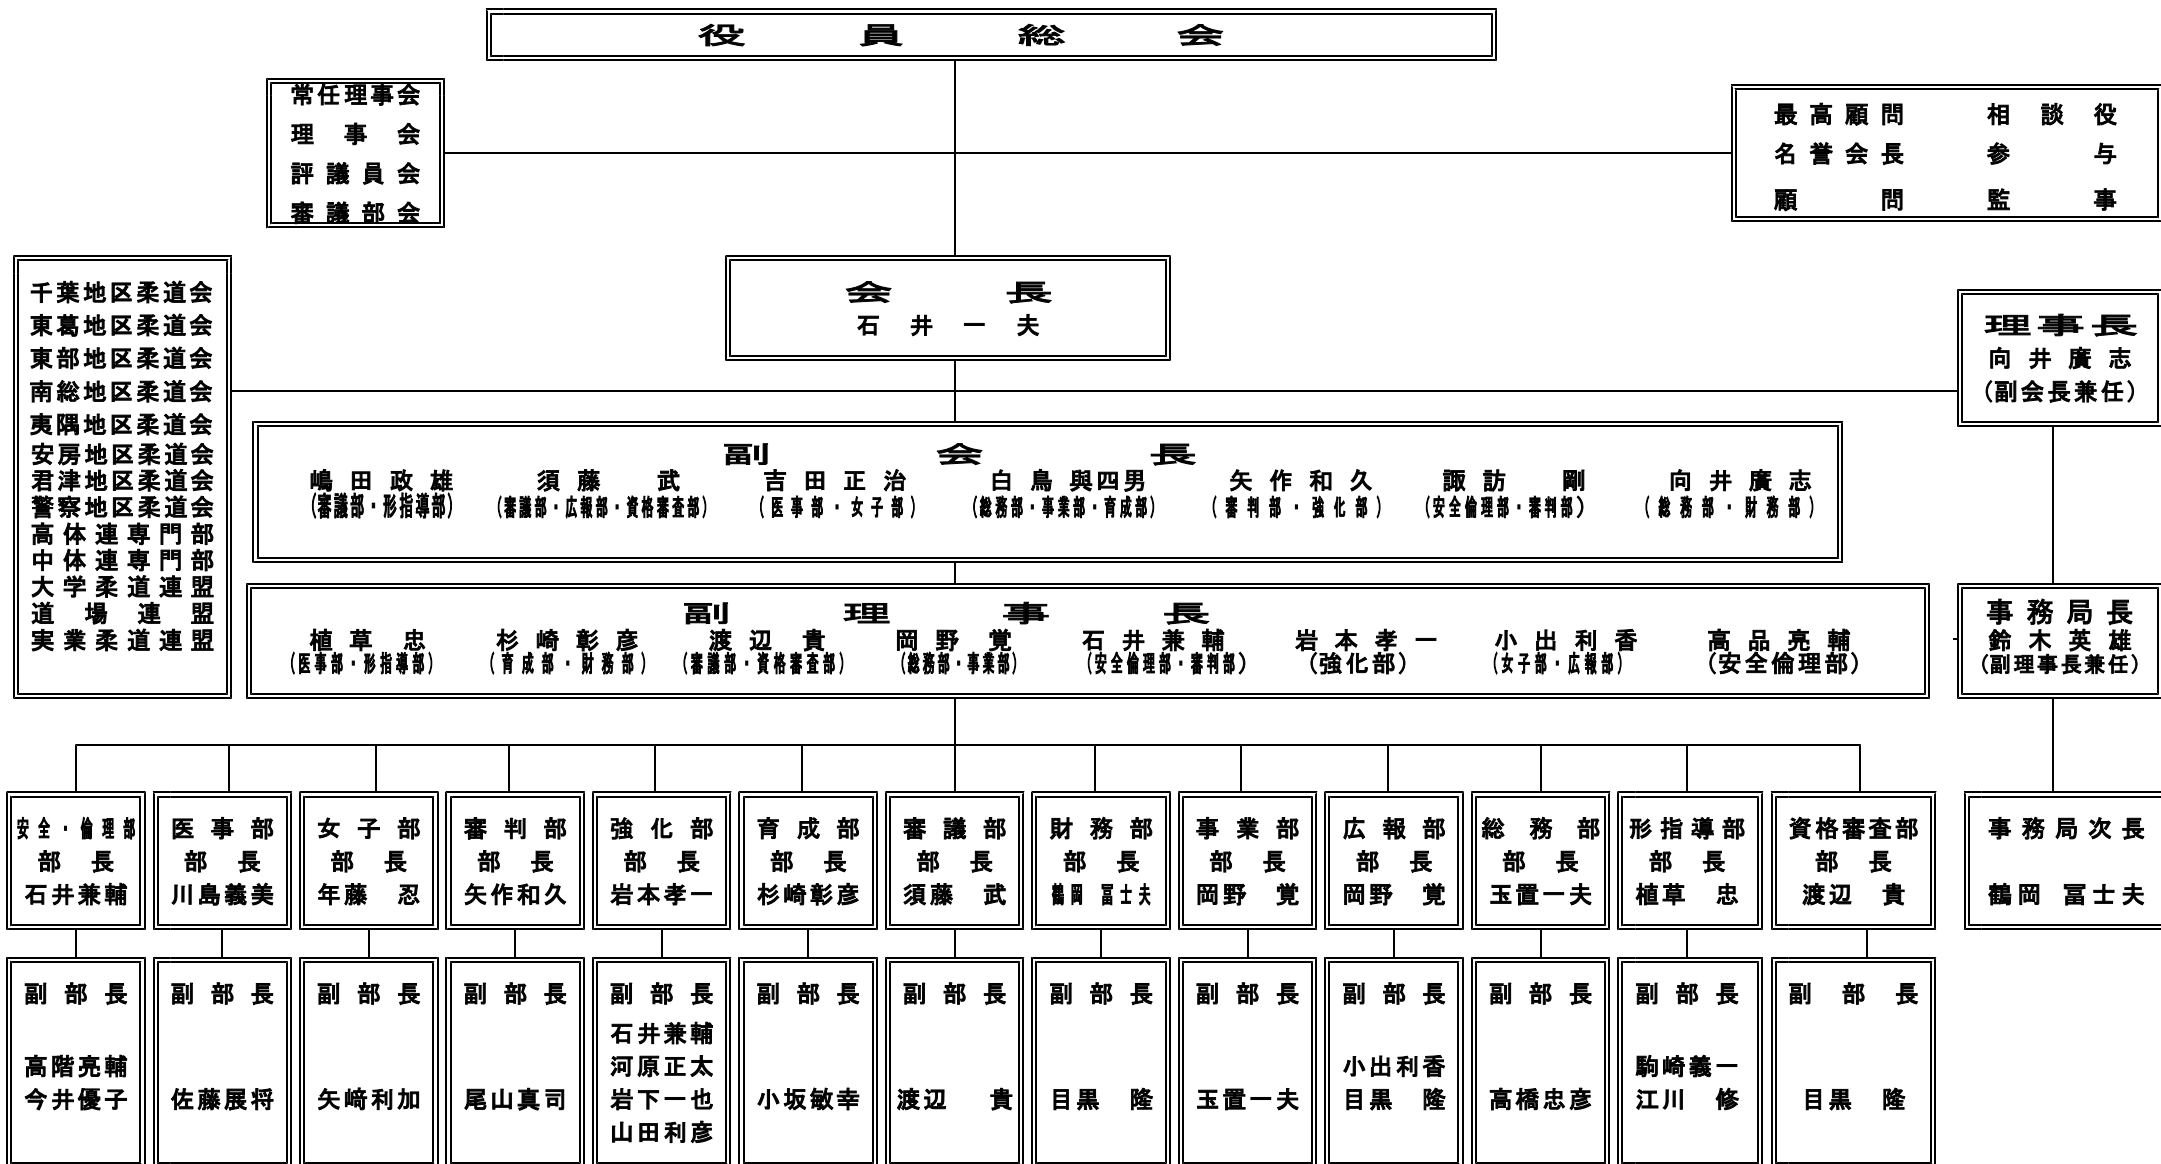 役員総会
常任理事会
理事会
評議員会
審議部会
最高顧問 相談役
名誉会長 参与
顧問 監事
千葉地区柔道会
東葛地区柔道会
東部地区柔道会
南総地区柔道会
夷隅地区柔道会
安房地区柔道会
君津地区柔道会
警察地区柔道会
高体連専門部
中体連専門部
大学柔道連盟
道場連盟
実業柔道連盟
会長
石井一夫
理事長
向井廣志
(副会長兼任)
副会長
嶋田政雄 須藤 武 吉田正治 白鳥與四男 矢作和久 諏訪 剛 向井廣志
(審議部・形指導部) (審議部・広報部・資格審査部) (医事部・女子部) (総務部・事業部・育成部) (審判部・強化部) (安全倫理部・審判部) (総務部・財務部)
副理事長
植草 忠 杉崎彰彦 渡辺 貴 岡野 覚 石井兼輔 岩本孝一 小出利香 高品亮輔
(医事部・形指導部) (育成部・財務部) (審議部・資格審査部) (総務部・事業部) (安全倫理部・審判部) (強化部) (女子部・広報部) (安全倫理部)
事務局長
鈴木英雄
(副理事長兼任)
安全・倫理部
部長
石井兼輔
医事部
部長
川島義美
女子部
部長
年藤 忍
審判部
部長
矢作和久
強化部
部長
岩本孝一
育成部
部長
杉崎彰彦
審議部
部長
須藤 武
財務部
部長
鶴岡 冨士夫
事業部
部長
岡野 覚
広報部
部長
岡野 覚
総務部
部長
玉置一夫
形指導部
部長
植草 忠
資格審査部
部長
渡辺 貴
事務局次長
鶴岡 冨士夫
副部長
高階亮輔
今井優子
副部長
佐藤展将
副部長
矢﨑利加
副部長
尾山真司
副部長
石井兼輔
河原正太
岩下一也
山田利彦
副部長
小坂敏幸
副部長
渡辺 貴
副部長
目黒 隆
副部長
玉置一夫
副部長
小出利香
目黒 隆
副部長
高橋忠彦
副部長
駒崎義一
江川 修
副部長
目黒 隆